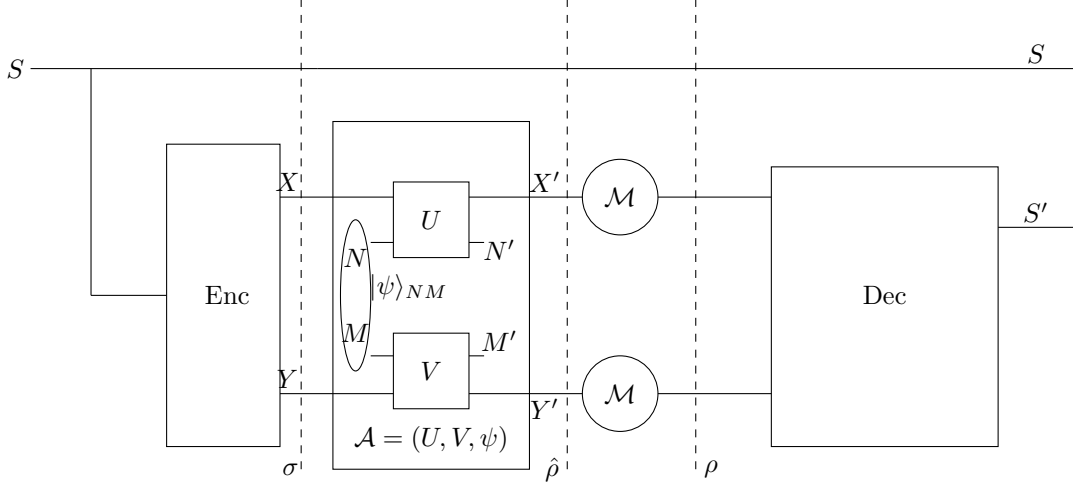 S
S
X
X′
ℳ
U
N
N′
S′
Enc
|ψ⟩_{NM}
Dec
M
M′
V
Y
Y′
ℳ
𝒜 = (U, V, ψ)
σ
ρ̂
ρ